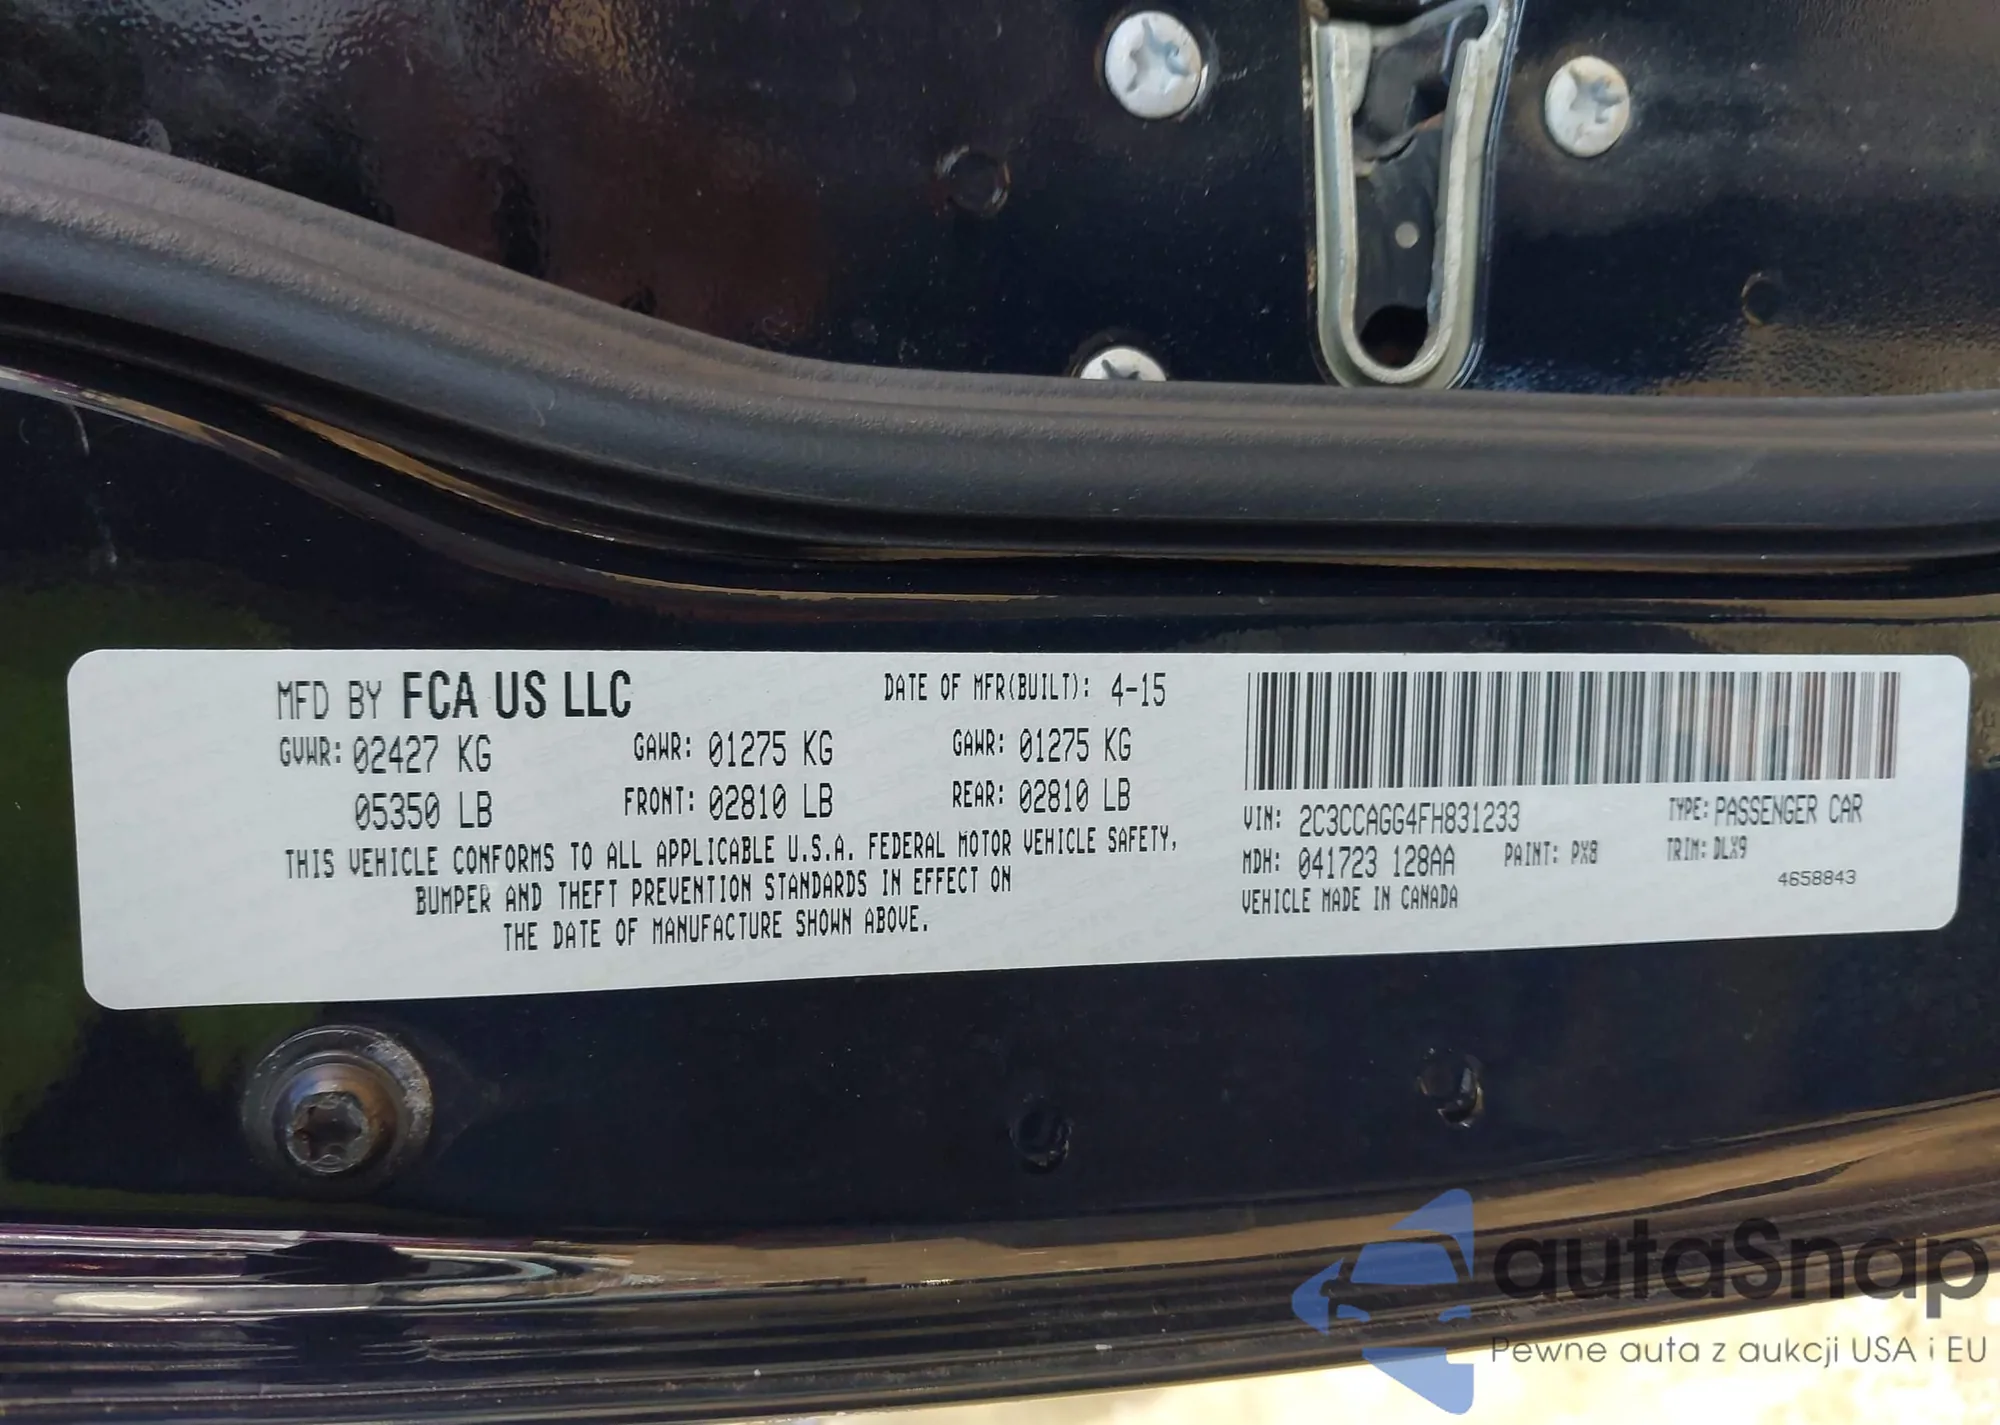 MFD BY FCA US LLC DATE OF MFR(BUILT): 4-15
GVWR: 02427 KG GAWR: 01275 KG GAWR: 01275 KG
05350 LB FRONT: 02810 LB REAR: 02810 LB
THIS VEHICLE CONFORMS TO ALL APPLICABLE U.S.A. FEDERAL MOTOR VEHICLE SAFETY,
BUMPER AND THEFT PREVENTION STANDARDS IN EFFECT ON
THE DATE OF MANUFACTURE SHOWN ABOVE.
VIN: 2C3CCAGG4FH831233 TYPE: PASSENGER CAR
MDH: 041723 128AA PAINT: PX8 TRIM: DLX9
4658843
VEHICLE MADE IN CANADA
autoSnap
Pewne auta z aukcji USA i EU